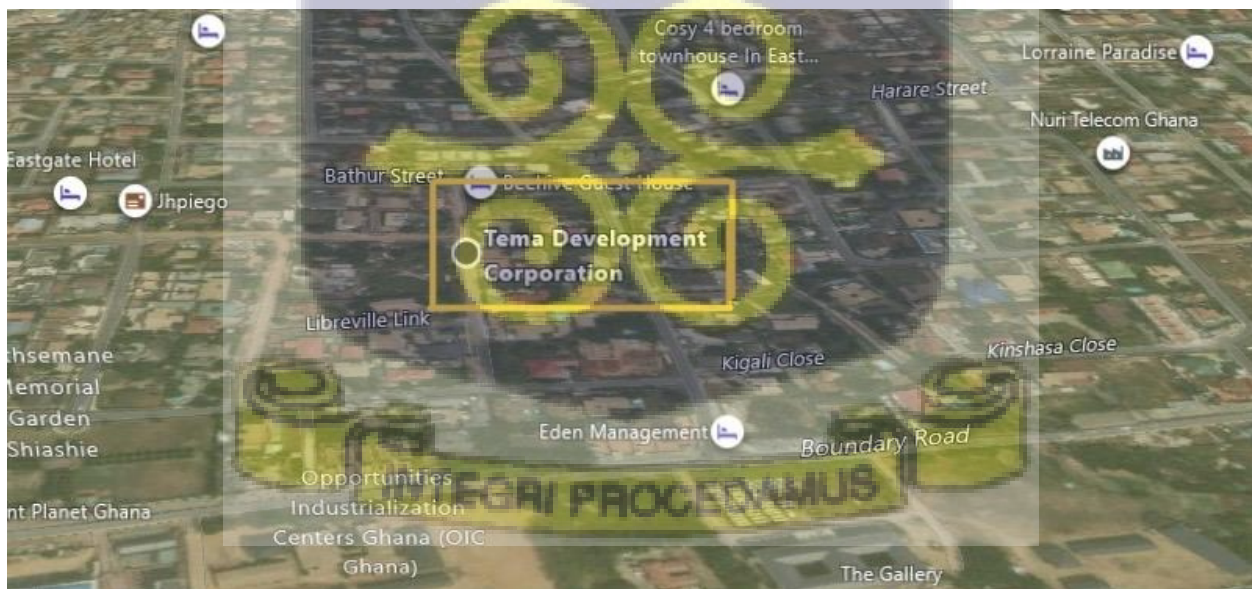 Cosy 4 bedroom
townhouse In East...
Lorraine Paradise
Harare Street
Nuri Telecom Ghana
Eastgate Hotel
Bathur Street
Beehive Guest House
Jhpiego
Tema Development
Corporation
Libreville Link
Kigali Close
Kinshasa Close
thsemane
Memorial
Garden
Shiashie
Eden Management
Boundary Road
Opportunities
Industrialization
Centers Ghana (OIC
Ghana)
INTEGRI PROCEDAMUS
nt Planet Ghana
The Gallery